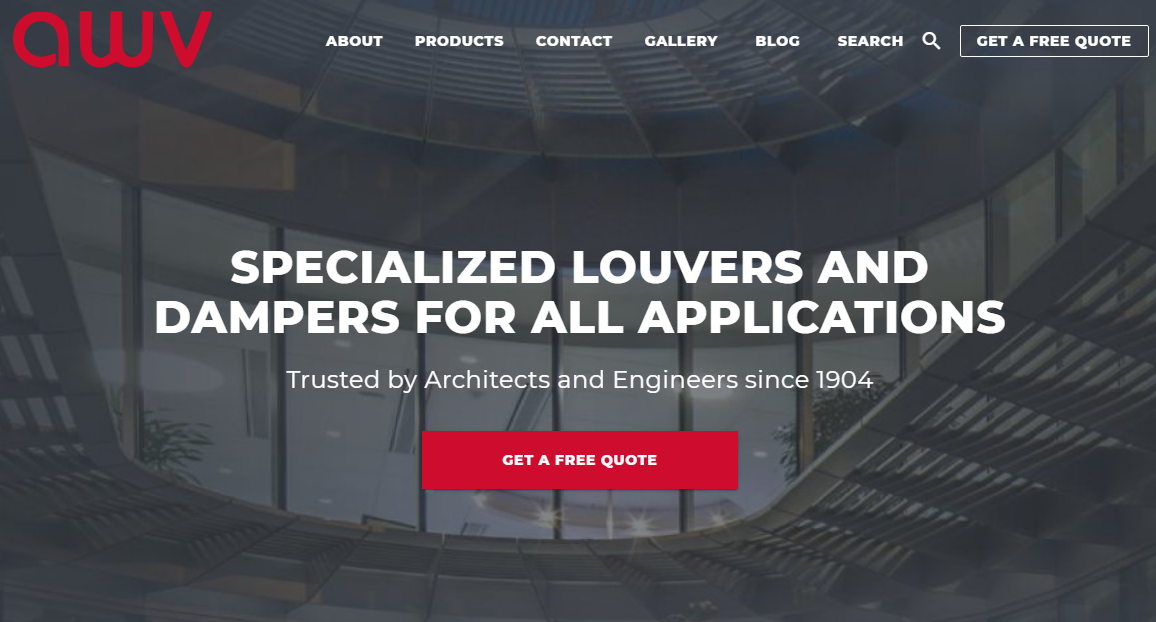 awv
ABOUT PRODUCTS CONTACT GALLERY BLOG SEARCH GET A FREE QUOTE
SPECIALIZED LOUVERS AND
DAMPERS FOR ALL APPLICATIONS
Trusted by Architects and Engineers since 1904
GET A FREE QUOTE